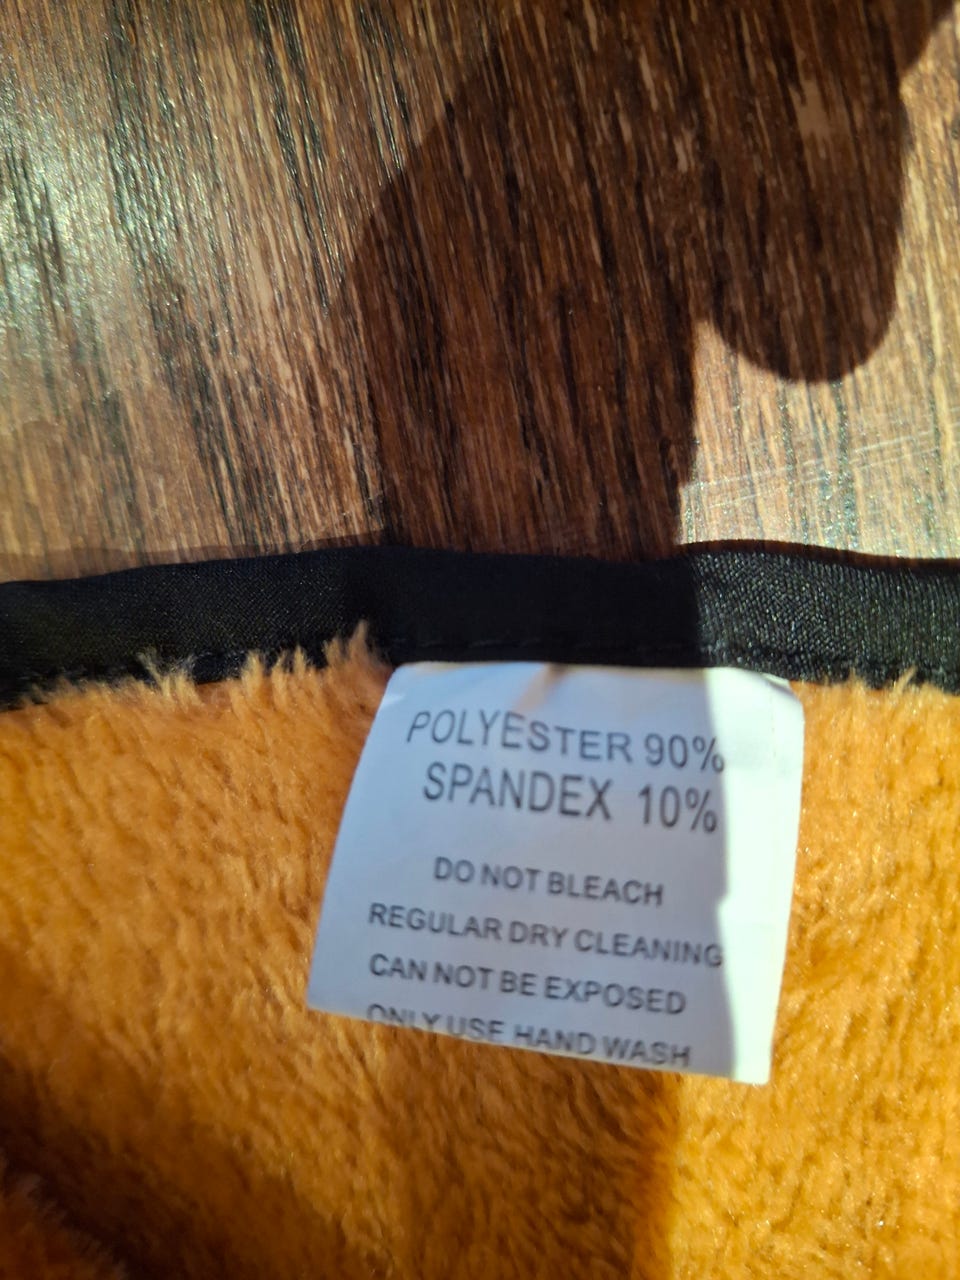 POLYESTER 90%
SPANDEX 10%
DO NOT BLEACH
REGULAR DRY CLEANING
CAN NOT BE EXPOSED
ONLY USE HAND WASH